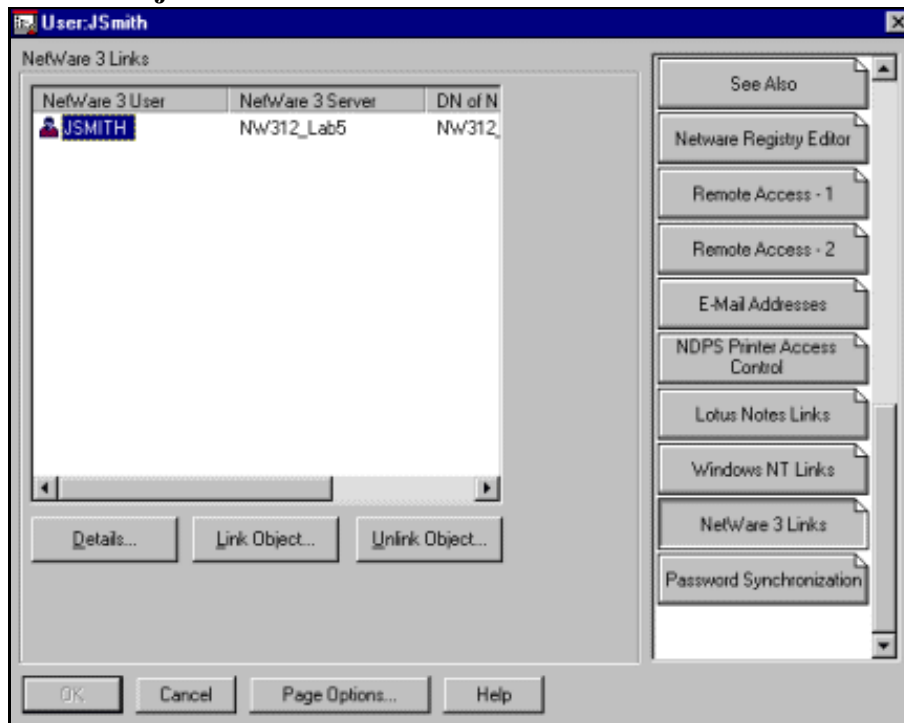 User:JSmith
NetWare 3 Links
NetWare 3 User NetWare 3 Server DN of N
JSMITH NW312_Lab5 NW312_
Details... Link Object... Unlink Object...
See Also
Netware Registry Editor
Remote Access - 1
Remote Access - 2
E-Mail Addresses
NDPS Printer Access
Control
Lotus Notes Links
Windows NT Links
NetWare 3 Links
Password Synchronization
OK Cancel Page Options... Help